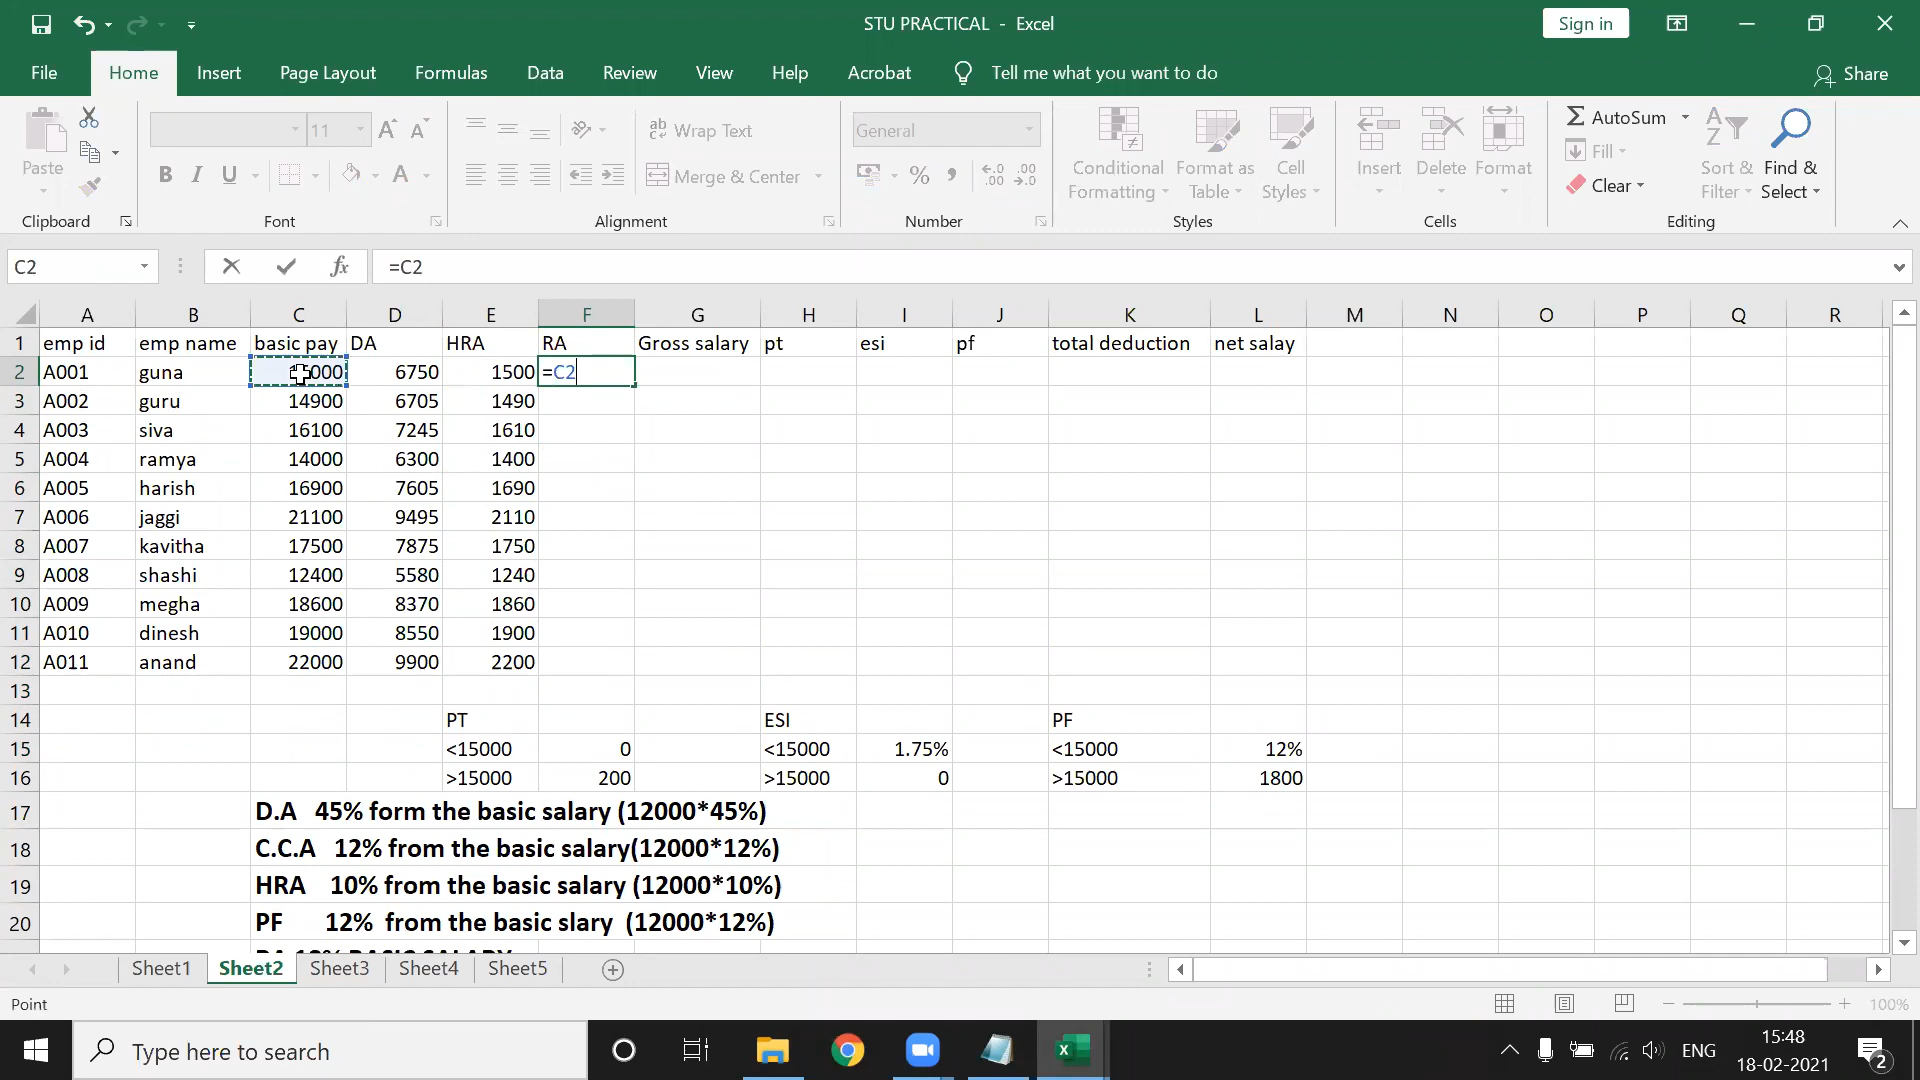 STU PRACTICAL - Excel
Sign in
File Home Insert Page Layout Formulas Data Review View Help Acrobat Tell me what you want to do Share
Paste
11
ab Wrap Text
General
AutoSum
Fill
Clear
B I U A
Merge & Center
% , .00
Conditional Formatting
Format as Table
Cell Styles
Insert Delete Format
Sort & Filter
Find & Select
Clipboard Font Alignment Number Styles Cells Editing
C2 fx =C2
A B C D E F G H I J K L M N O P Q R
1 emp id emp name basic pay DA HRA RA Gross salary pt esi pf total deduction net salay
2 A001 guna 000 6750 1500 =C2
3 A002 guru 14900 6705 1490
4 A003 siva 16100 7245 1610
5 A004 ramya 14000 6300 1400
6 A005 harish 16900 7605 1690
7 A006 jaggi 21100 9495 2110
8 A007 kavitha 17500 7875 1750
9 A008 shashi 12400 5580 1240
10 A009 megha 18600 8370 1860
11 A010 dinesh 19000 8550 1900
12 A011 anand 22000 9900 2200
13
14 PT ESI PF
15 <15000 0 <15000 1.75% <15000 12%
16 >15000 200 >15000 0 >15000 1800
17 D.A 45% form the basic salary (12000*45%)
18 C.C.A 12% from the basic salary(12000*12%)
19 HRA 10% from the basic salary (12000*10%)
20 PF 12% from the basic slary (12000*12%)
Sheet1 Sheet2 Sheet3 Sheet4 Sheet5
Point 100%
Type here to search
ENG
15:48
18-02-2021
2